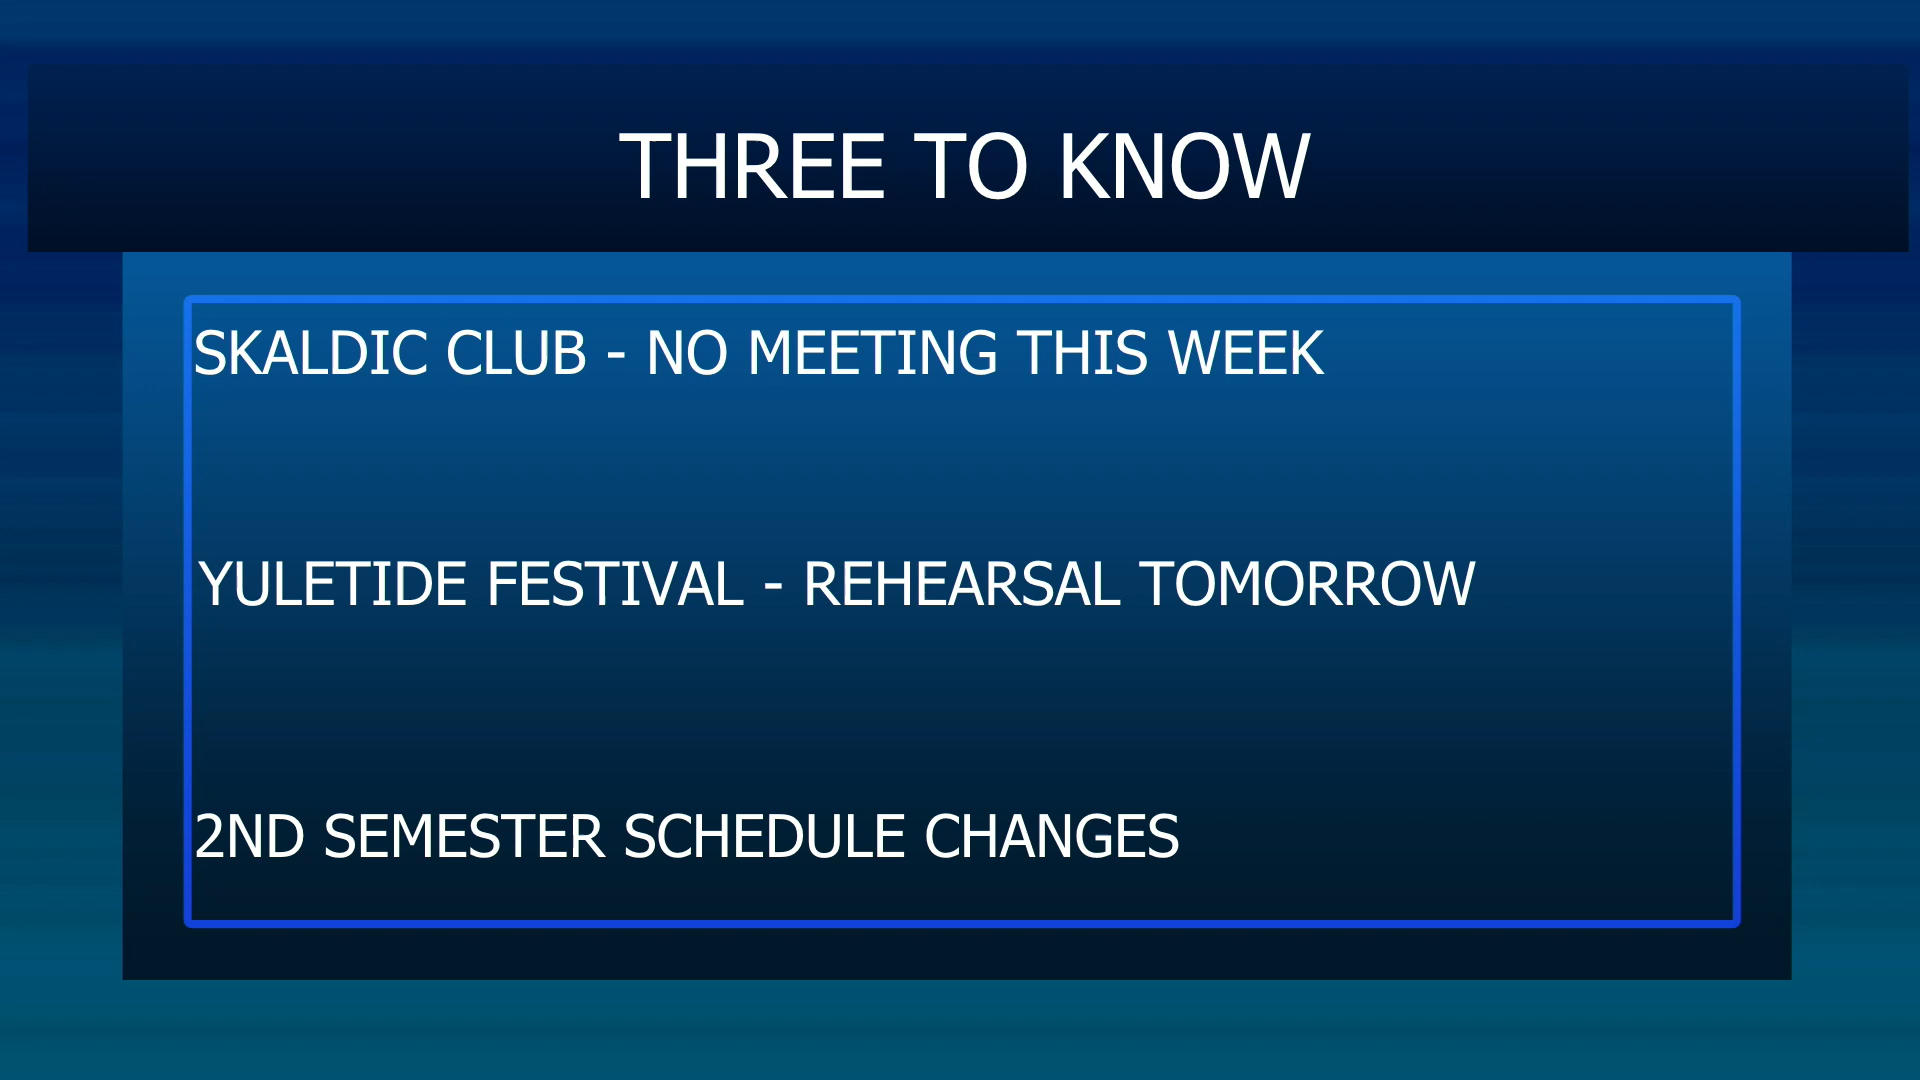 THREE TO KNOW
SKALDIC CLUB - NO MEETING THIS WEEK
YULETIDE FESTIVAL - REHEARSAL TOMORROW
2ND SEMESTER SCHEDULE CHANGES